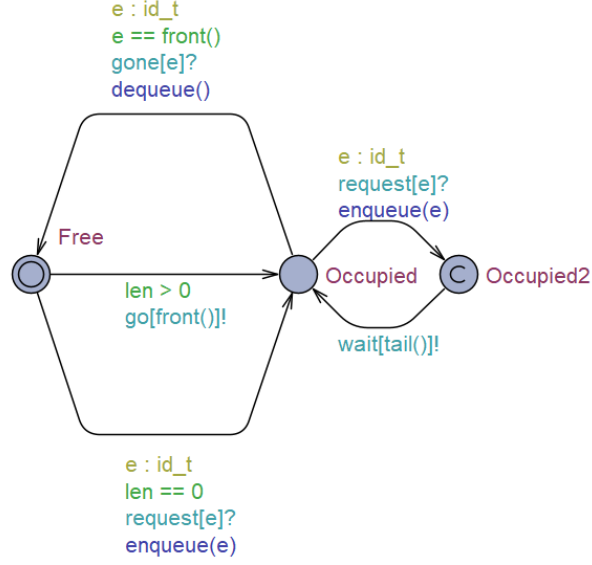 e : id_t
e == front()
gone[e]?
dequeue()
e : id_t
request[e]?
enqueue(e)
Free
Occupied
C
Occupied2
len > 0
go[front()]!
wait[tail()]!
e : id_t
len == 0
request[e]?
enqueue(e)